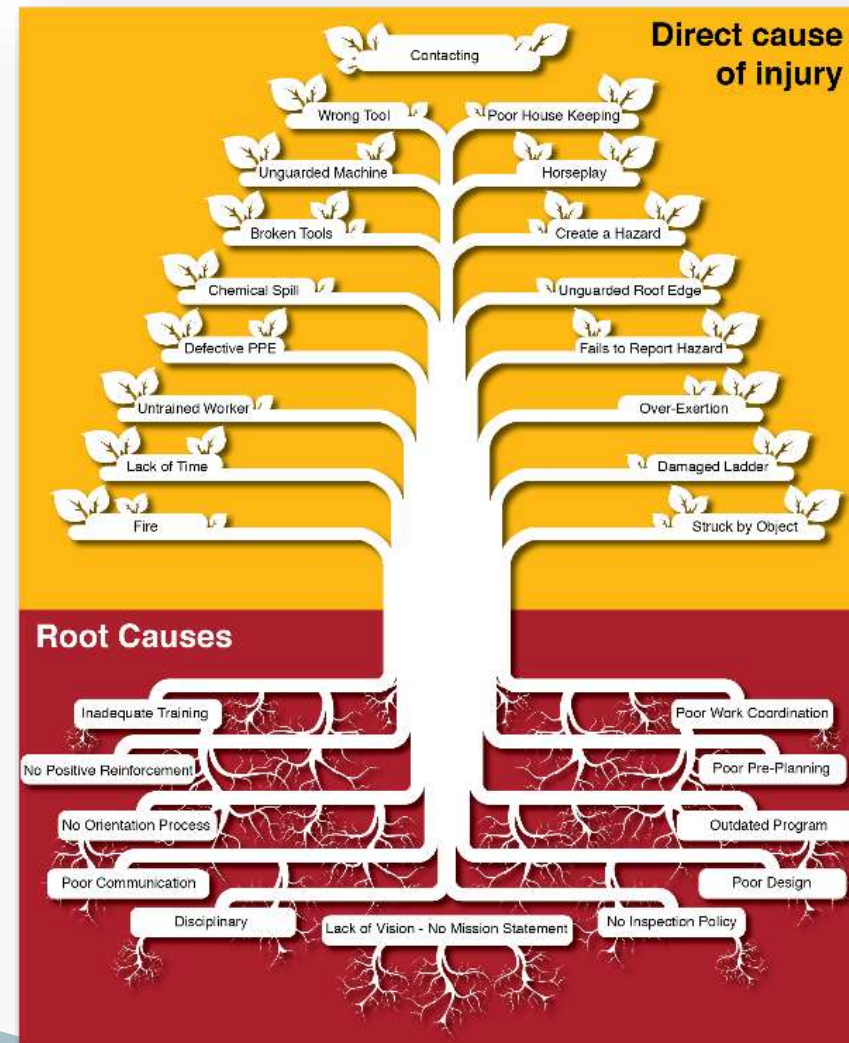 Direct cause
of injury
Contacting
Wrong Tool
Poor House Keeping
Unguarded Machine
Horseplay
Broken Tools
Create a Hazard
Chemical Spill
Unguarded Roof Edge
Defective PPE
Fails to Report Hazard
Untrained Worker
Over-Exertion
Lack of Time
Damaged Ladder
Fire
Struck by Object
Root Causes
Inadequate Training
Poor Work Coordination
No Positive Reinforcement
Poor Pre-Planning
No Orientation Process
Outdated Program
Poor Communication
Poor Design
Disciplinary
Lack of Vision - No Mission Statement
No Inspection Policy